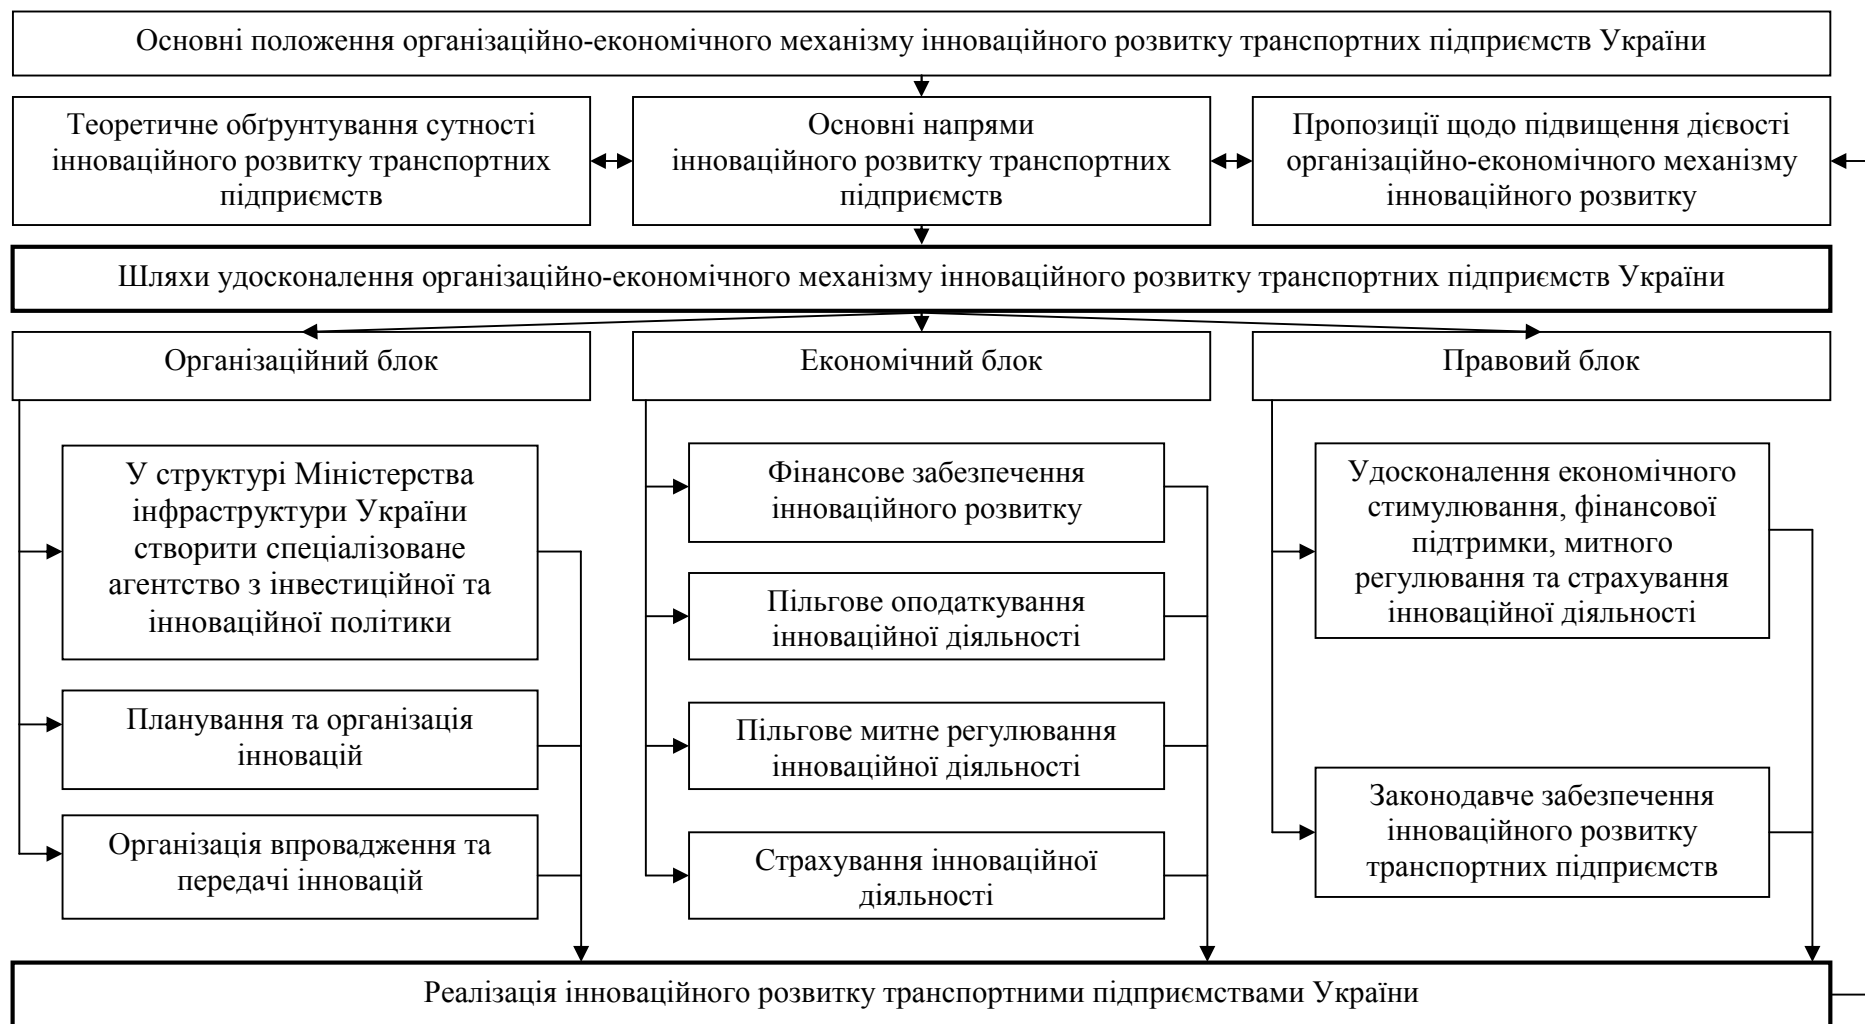 Основні положення організаційно-економічного механізму інноваційного розвитку транспортних підприємств України
Теоретичне обґрунтування сутності
інноваційного розвитку транспортних
підприємств
Основні напрями
інноваційного розвитку транспортних
підприємств
Пропозиції щодо підвищення дієвості
організаційно-економічного механізму
інноваційного розвитку
Шляхи удосконалення організаційно-економічного механізму інноваційного розвитку транспортних підприємств України
Організаційний блок
Економічний блок
Правовий блок
У структурі Міністерства
інфраструктури України
створити спеціалізоване
агентство з інвестиційної та
інноваційної політики
Планування та організація
інновацій
Організація впровадження та
передачі інновацій
Фінансове забезпечення
інноваційного розвитку
Пільгове оподаткування
інноваційної діяльності
Пільгове митне регулювання
інноваційної діяльності
Страхування інноваційної
діяльності
Удосконалення економічного
стимулювання, фінансової
підтримки, митного
регулювання та страхування
інноваційної діяльності
Законодавче забезпечення
інноваційного розвитку
транспортних підприємств
Реалізація інноваційного розвитку транспортними підприємствами України